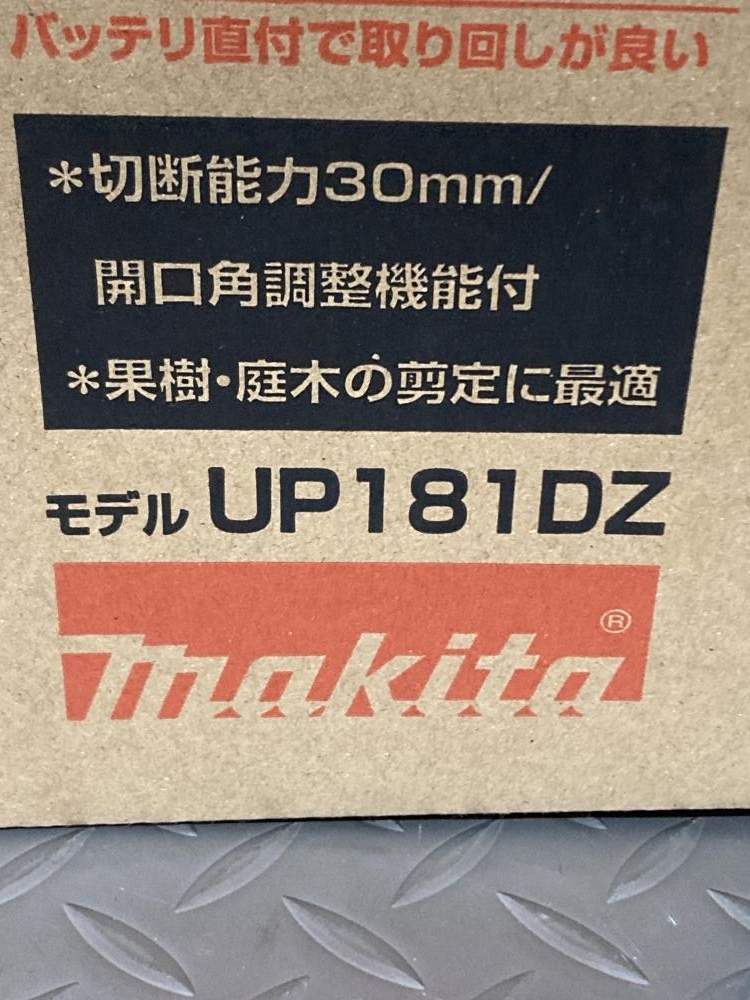 バッテリ直付で取り回しが良い
*切断能力30mm/
開口角調整機能付
*果樹・庭木の剪定に最適
モデル UP181DZ
makita®